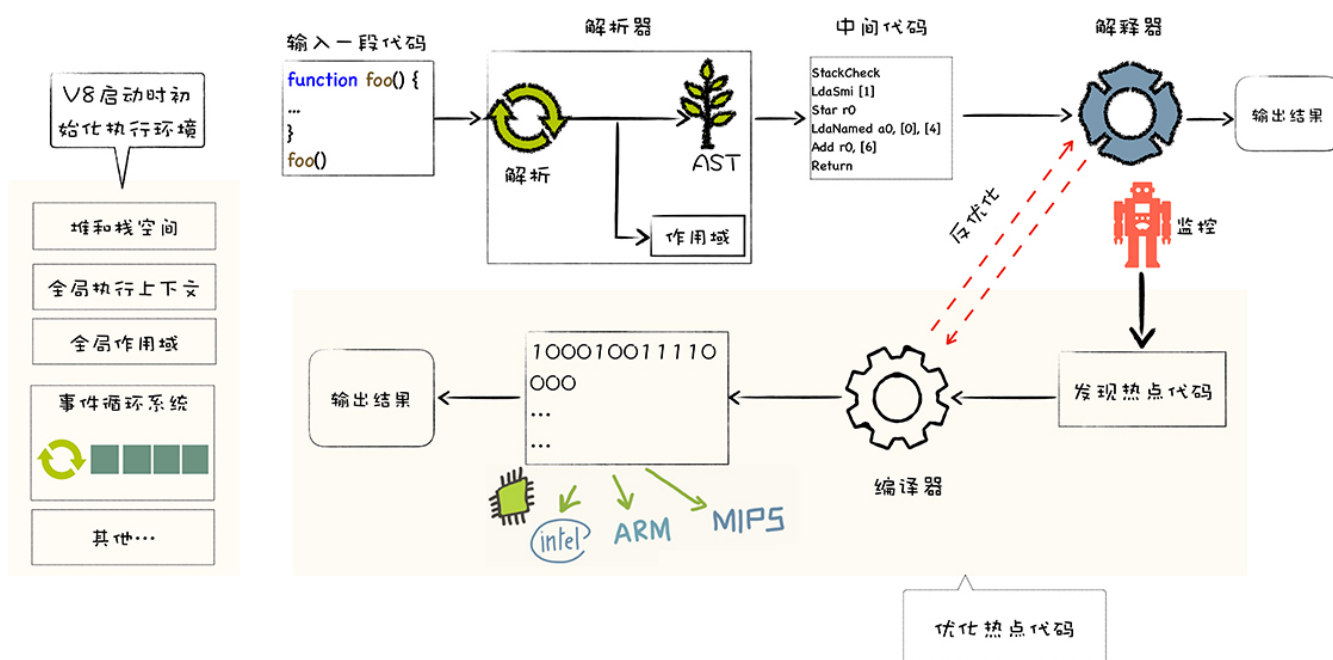 V8启动时初
始化执行环境
堆和栈空间
全局执行上下文
全局作用域
事件循环系统
其他…
输入一段代码
function foo() {
...
}
foo()
解析器
解析
AST
作用域
中间代码
StackCheck
LdaSmi [1]
Star r0
LdaNamed a0, [0], [4]
Add r0, [6]
Return
解释器
输出结果
反优化
监控
发现热点代码
编译器
10001001110
000
...
...
输出结果
intel
ARM
MIPS
优化热点代码